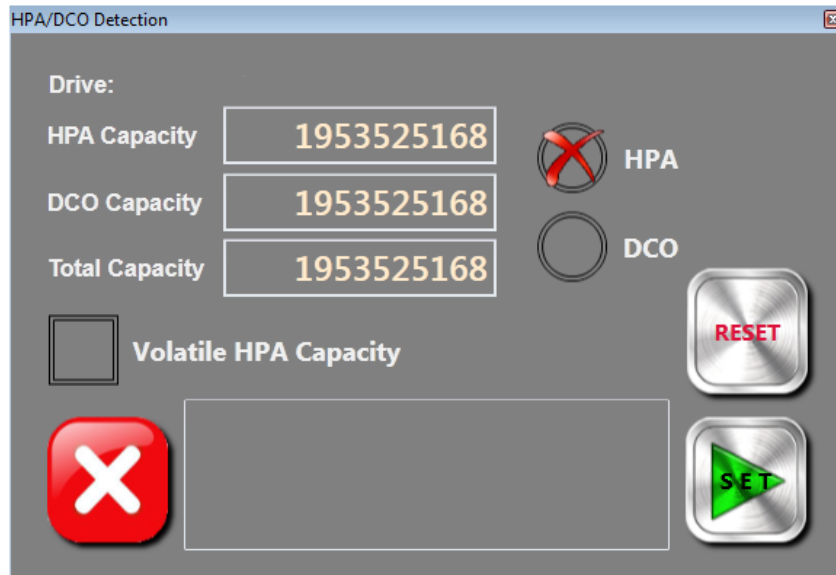 HPA/DCO Detection
Drive:
HPA Capacity 1953525168
HPA
DCO Capacity 1953525168
DCO
Total Capacity 1953525168
Volatile HPA Capacity
RESET
SET